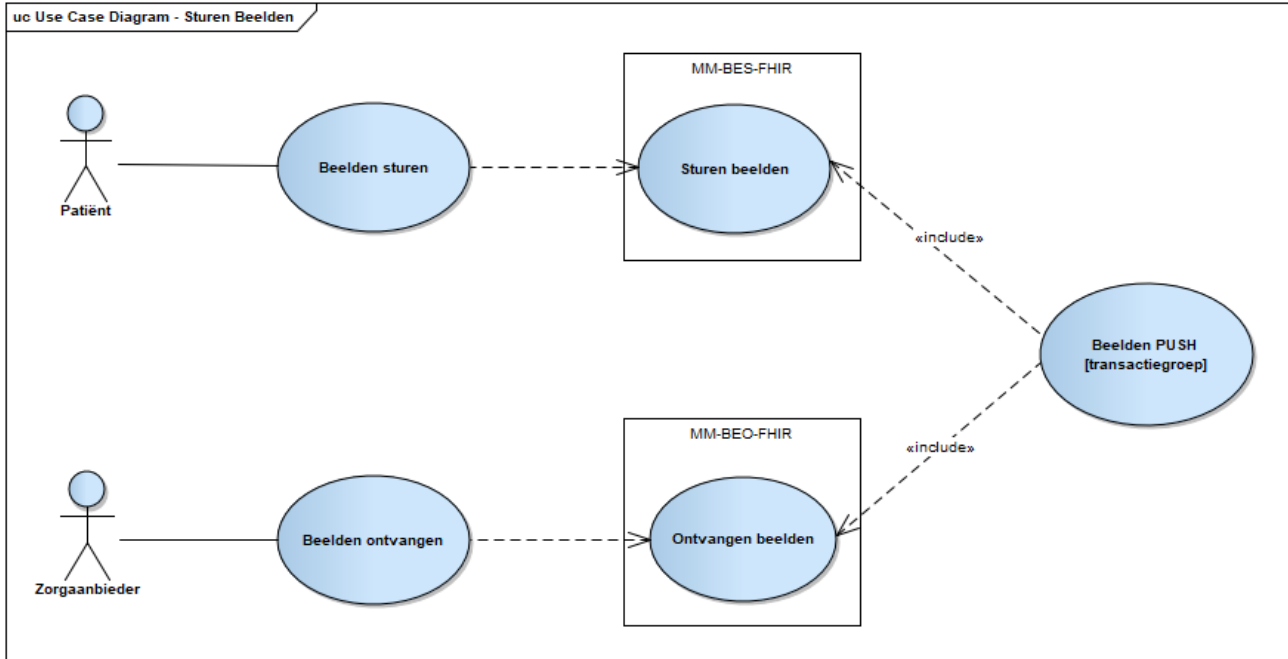 uc Use Case Diagram - Sturen Beelden
MM-BES-FHIR
Patiënt
Beelden sturen
Sturen beelden
«include»
Beelden PUSH
[transactiegroep]
«include»
MM-BEO-FHIR
Zorgaanbieder
Beelden ontvangen
Ontvangen beelden